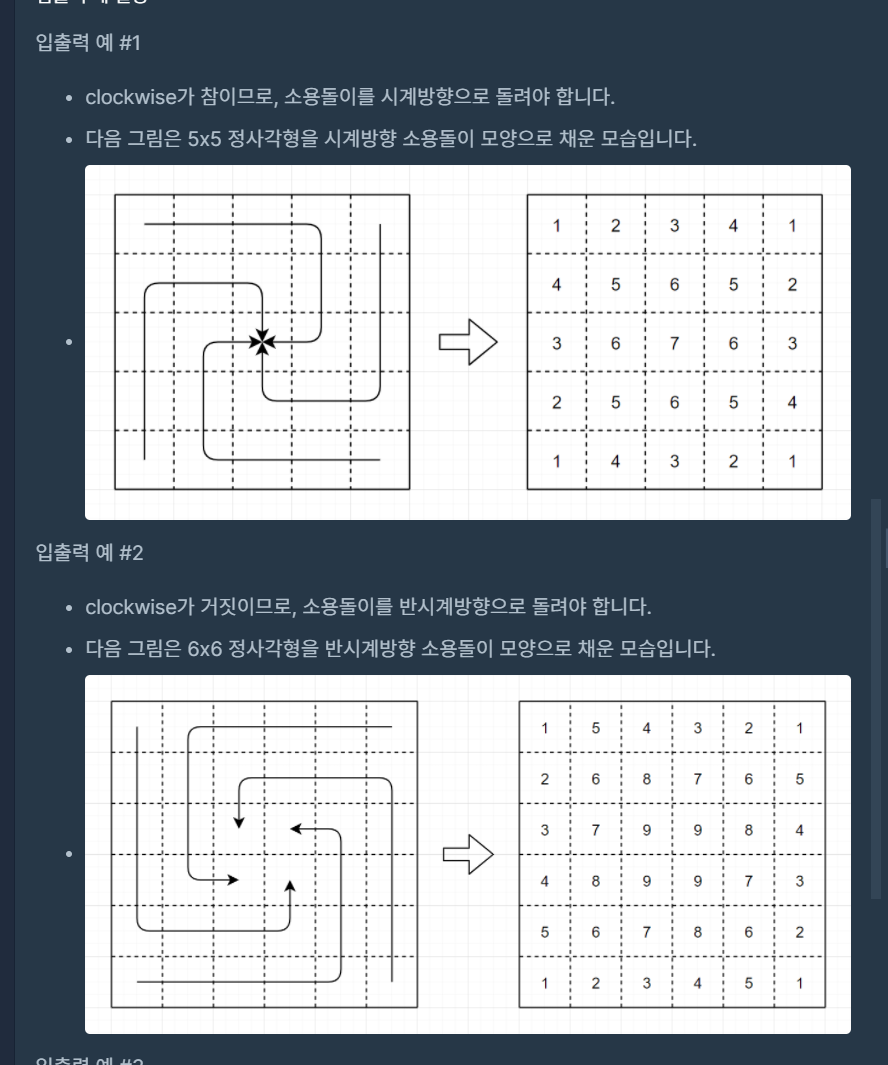 입출력 예 #1
clockwise가 참이므로, 소용돌이를 시계방향으로 돌려야 합니다.
다음 그림은 5x5 정사각형을 시계방향 소용돌이 모양으로 채운 모습입니다.
1 2 3 4 1
4 5 6 5 2
3 6 7 6 3
2 5 6 5 4
1 4 3 2 1
입출력 예 #2
clockwise가 거짓이므로, 소용돌이를 반시계방향으로 돌려야 합니다.
다음 그림은 6x6 정사각형을 반시계방향 소용돌이 모양으로 채운 모습입니다.
1 5 4 3 2 1
2 6 8 7 6 5
3 7 9 9 8 4
4 8 9 9 7 3
5 6 7 8 6 2
1 2 3 4 5 1